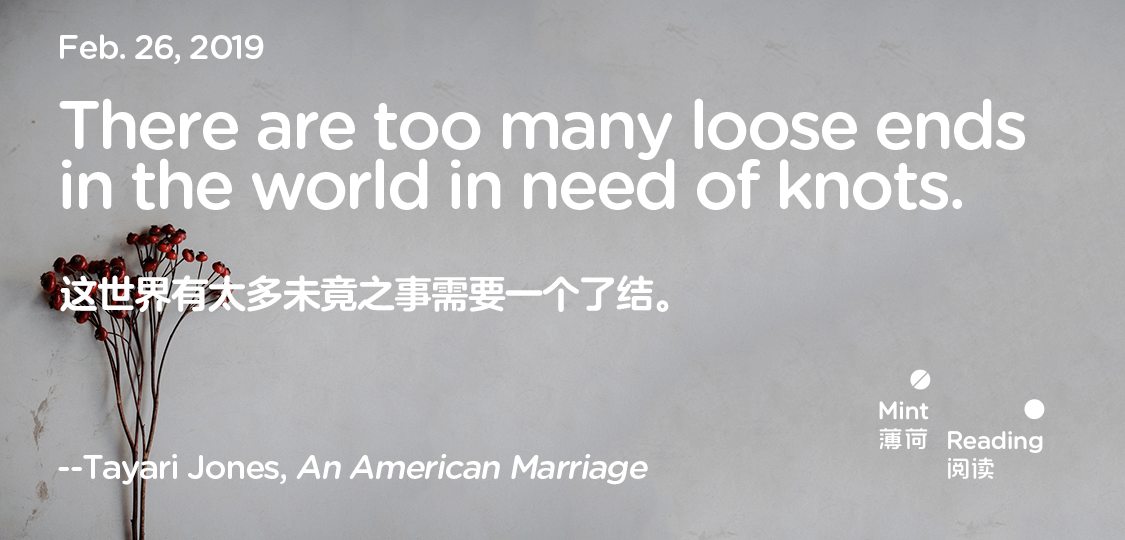 Feb. 26, 2019
There are too many loose ends
in the world in need of knots.
这世界有太多未竟之事需要一个了结。
--Tayari Jones, An American Marriage
Mint
薄荷
Reading
阅读